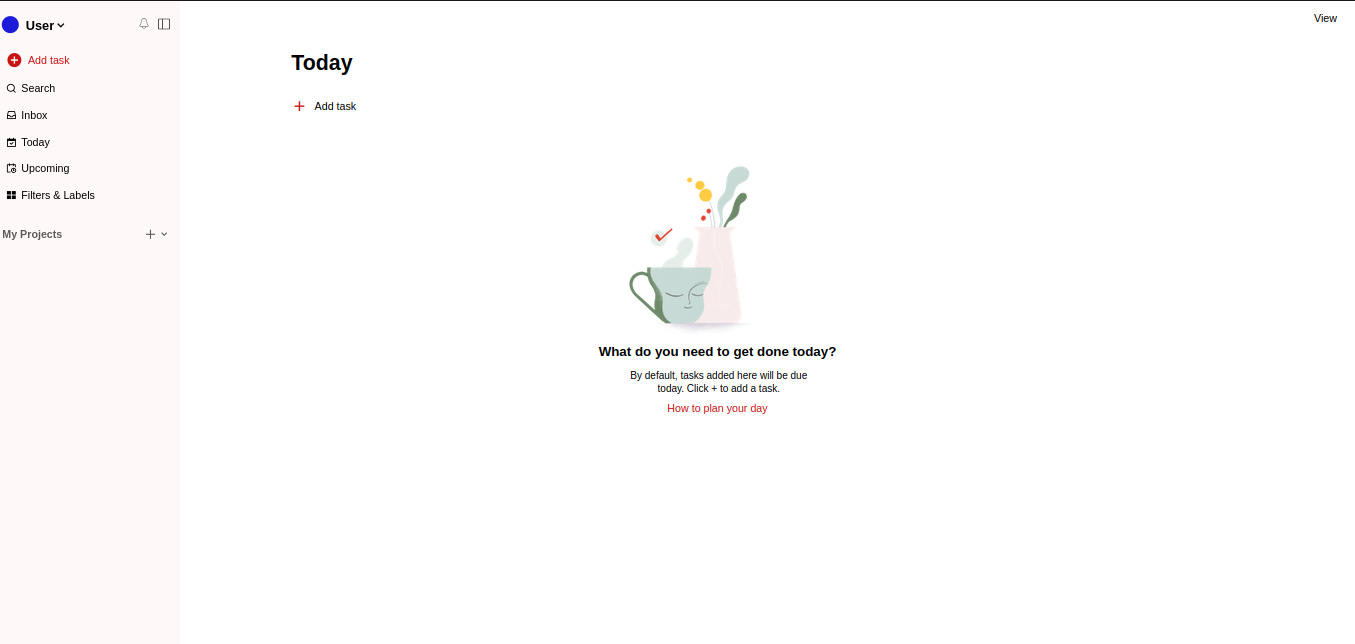 User
Add task
Search
Inbox
Today
Upcoming
Filters & Labels
My Projects
View
Today
Add task
What do you need to get done today?
By default, tasks added here will be due
today. Click + to add a task.
How to plan your day